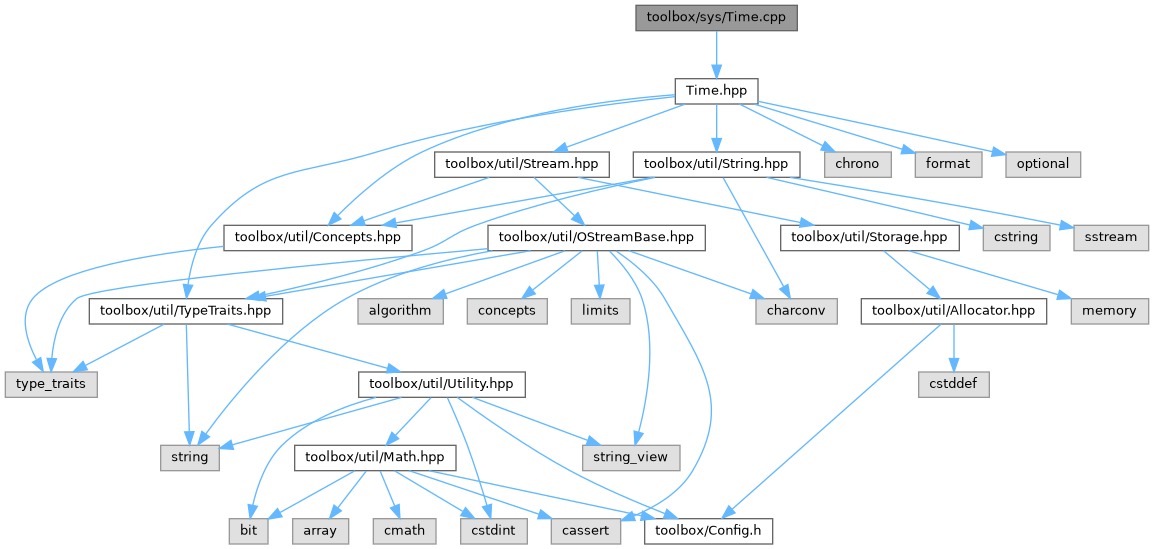 toolbox/sys/Time.cpp
Time.hpp
toolbox/util/Stream.hpp
toolbox/util/String.hpp
chrono
format
optional
toolbox/util/Concepts.hpp
toolbox/util/OStreamBase.hpp
toolbox/util/Storage.hpp
cstring
sstream
toolbox/util/TypeTraits.hpp
algorithm
concepts
limits
charconv
toolbox/util/Allocator.hpp
memory
type_traits
toolbox/util/Utility.hpp
cstddef
string
toolbox/util/Math.hpp
string_view
bit
array
cmath
cstdint
cassert
toolbox/Config.h